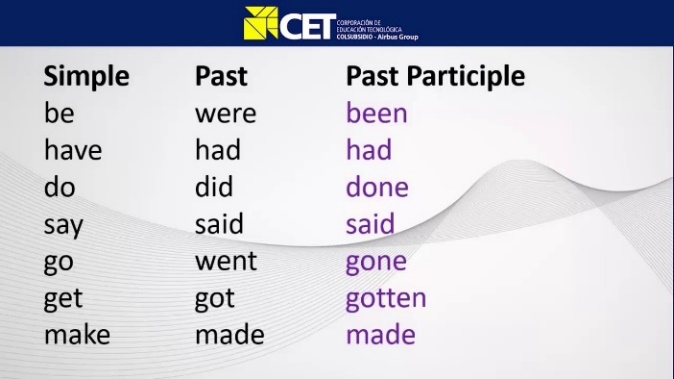 CET
CORPORACIÓN DE
EDUCACIÓN TECNOLÓGICA
COLSUBSIDIO - Airbus Group
Simple Past Past Participle
be were been
have had had
do did done
say said said
go went gone
get got gotten
make made made